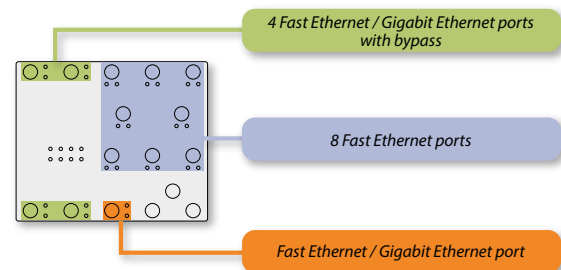 4 Fast Ethernet / Gigabit Ethernet ports
with bypass
8 Fast Ethernet ports
Fast Ethernet / Gigabit Ethernet port